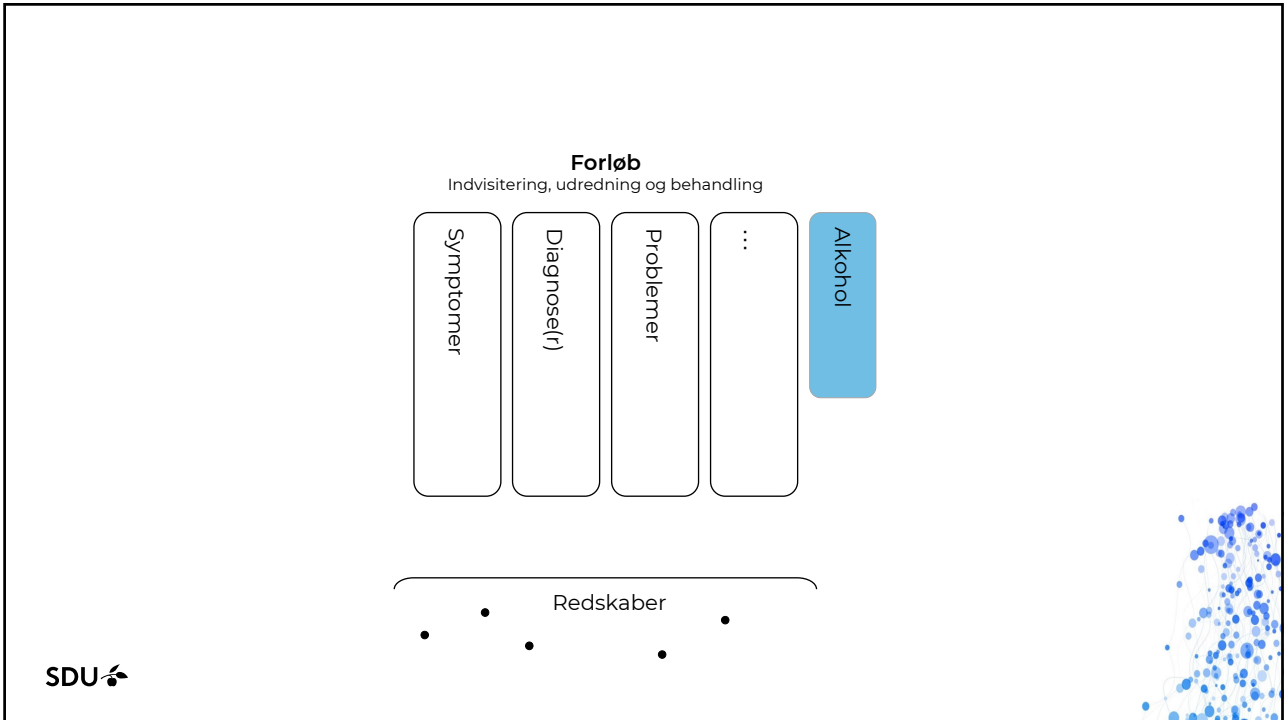 Forløb
Indvisitering, udredning og behandling
Symptomer
Diagnose(r)
Problemer
...
Alkohol
Redskaber
SDU